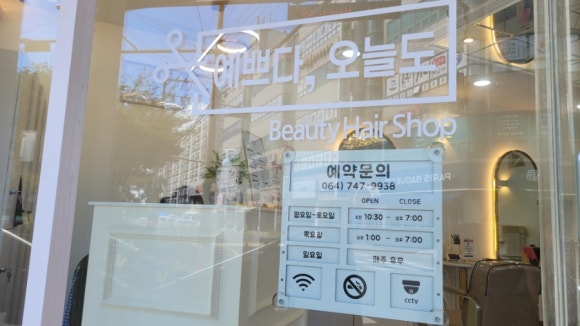 예쁘다, 오늘도
Beauty Hair Shop
예약문의
064) 747-9938
OPEN CLOSE
월요일~토요일 오전 10:30 ~ 오후 7:00
목요일 오후 1:00 ~ 오후 7:00
일요일 매주 휴무
cctv